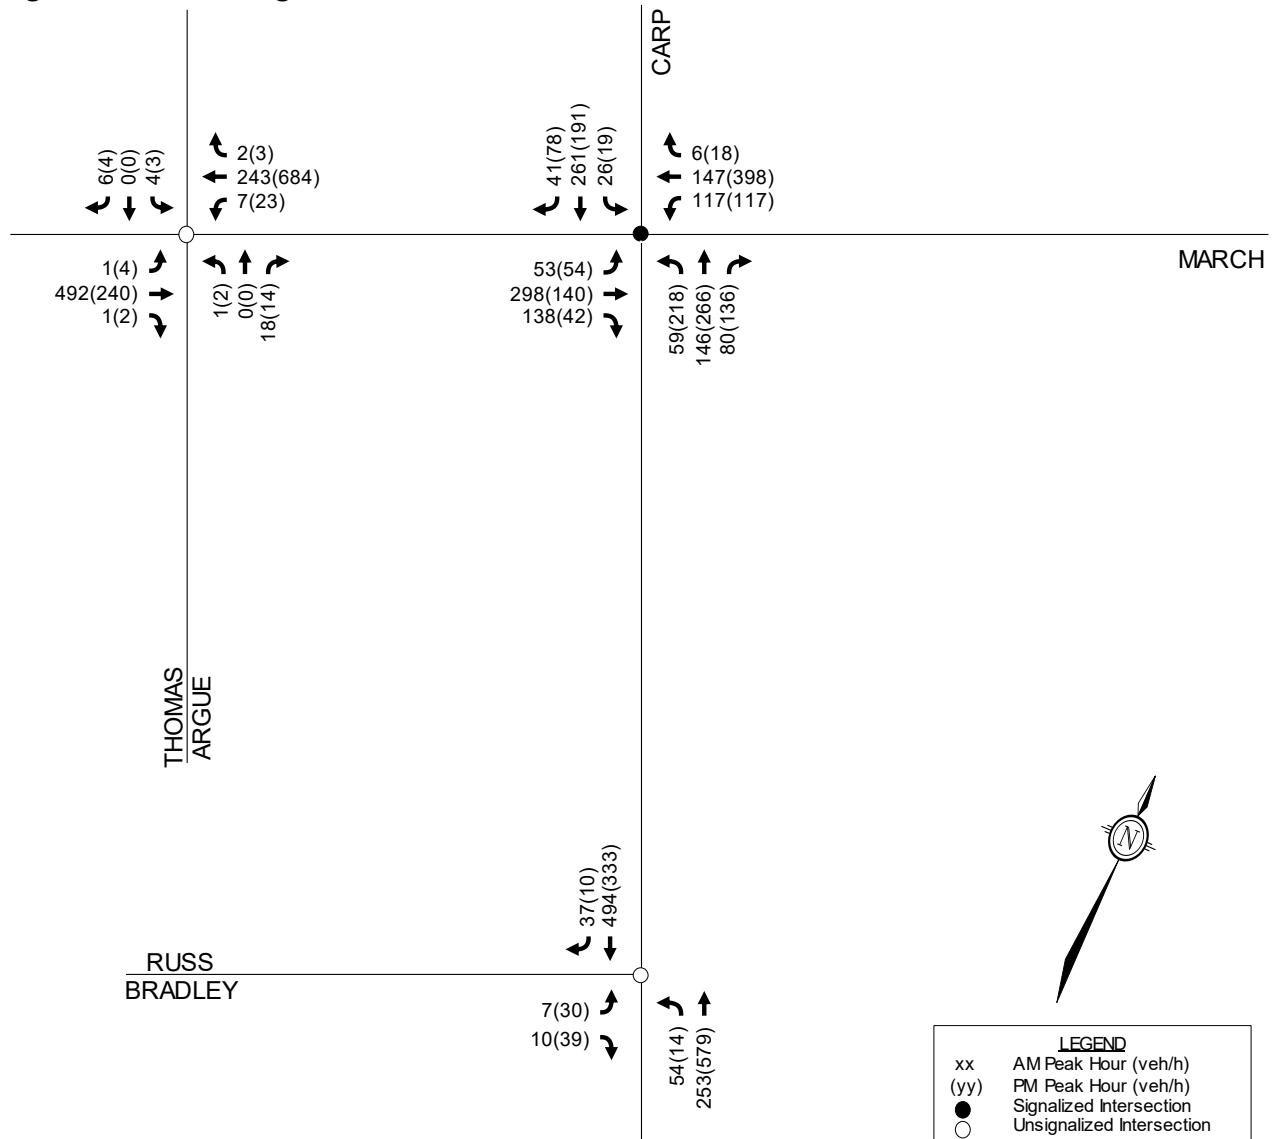 CARP
6(4)
0(0)
4(3)
2(3)
243(684)
7(23)
41(78)
261(191)
26(19)
6(18)
147(398)
117(117)
MARCH
1(4)
492(240)
1(2)
1(2)
0(0)
18(14)
53(54)
298(140)
138(42)
59(218)
146(266)
80(136)
THOMAS
ARGUE
N
37(10)
494(333)
RUSS
BRADLEY
7(30)
10(39)
54(14)
253(579)
LEGEND
xx AM Peak Hour (veh/h)
(yy) PM Peak Hour (veh/h)
Signalized Intersection
Unsignalized Intersection